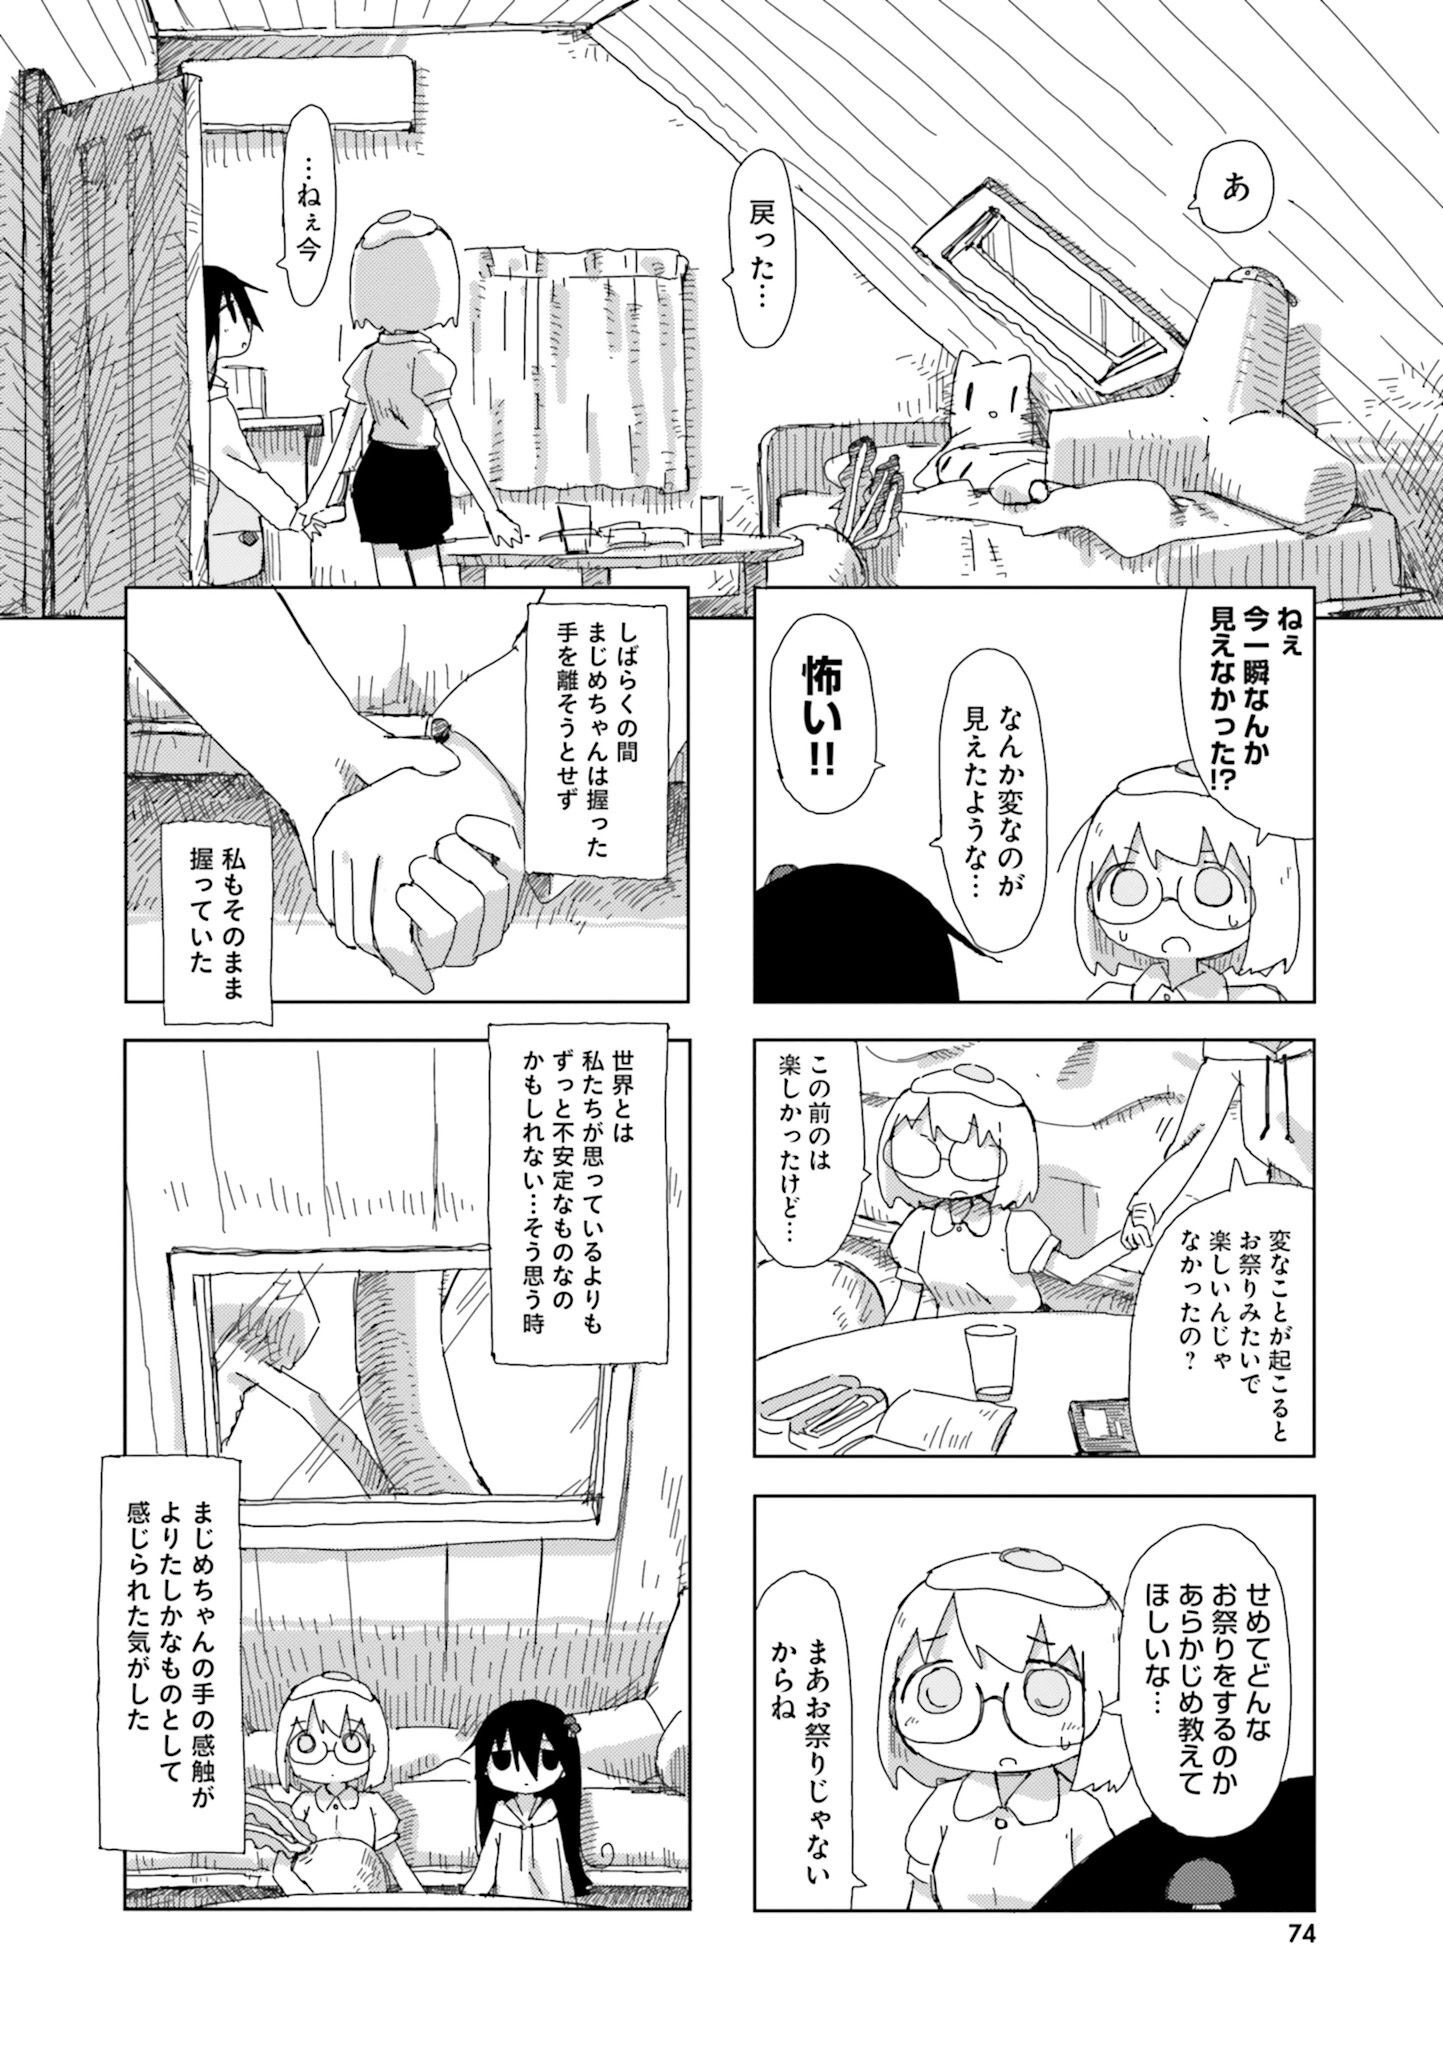 あ
戻った…
…ねぇ今
ねぇ
今一瞬なんか
見えなかった!?
なんか変なのが
見えたような…
怖い!!
変なことが起こると
お祭りみたいで
楽しいんじゃ
なかったの?
この前のは
楽しかったけど…
せめてどんな
お祭りをするのか
あらかじめ教えて
ほしいな…
まあお祭りじゃない
からね
しばらくの間
まじめちゃんは握った
手を離そうとせず
私もそのまま
握っていた
世界とは
私たちが思っているよりも
ずっと不安定なものなの
かもしれない…そう思う時
まじめちゃんの手の感触が
よりたしかなものとして
感じられた気がした
74